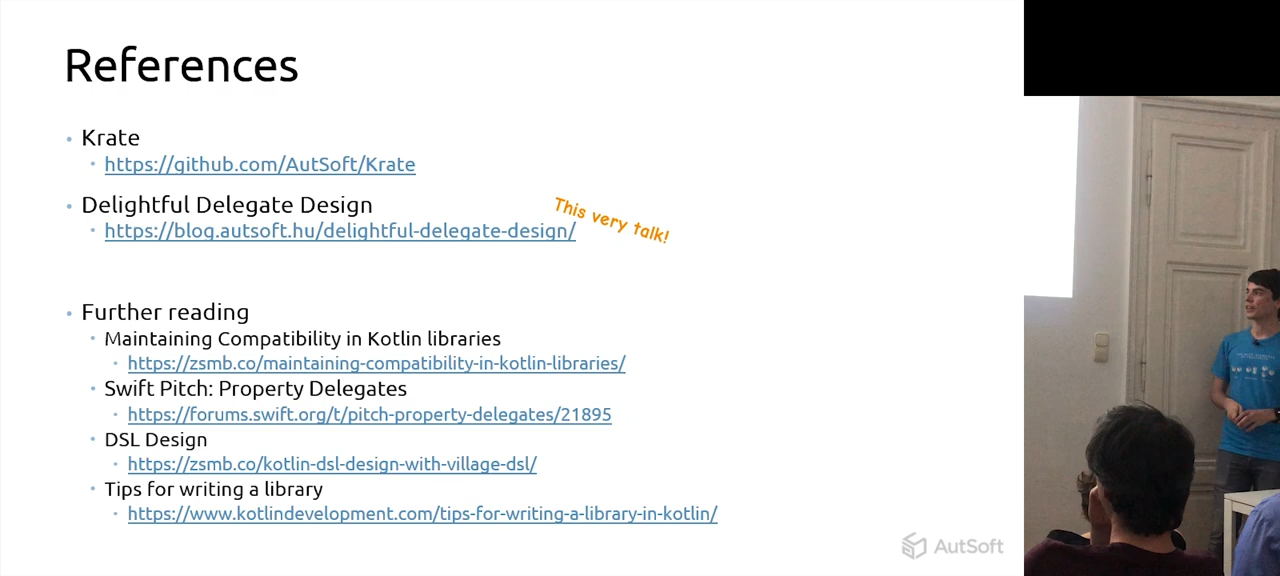 References
Krate
https://github.com/AutSoft/Krate
Delightful Delegate Design
https://blog.autsoft.hu/delightful-delegate-design/
This very talk!
Further reading
Maintaining Compatibility in Kotlin libraries
https://zsmb.co/maintaining-compatibility-in-kotlin-libraries/
Swift Pitch: Property Delegates
https://forums.swift.org/t/pitch-property-delegates/21895
DSL Design
https://zsmb.co/kotlin-dsl-design-with-village-dsl/
Tips for writing a library
https://www.kotlindevelopment.com/tips-for-writing-a-library-in-kotlin/
AutSoft